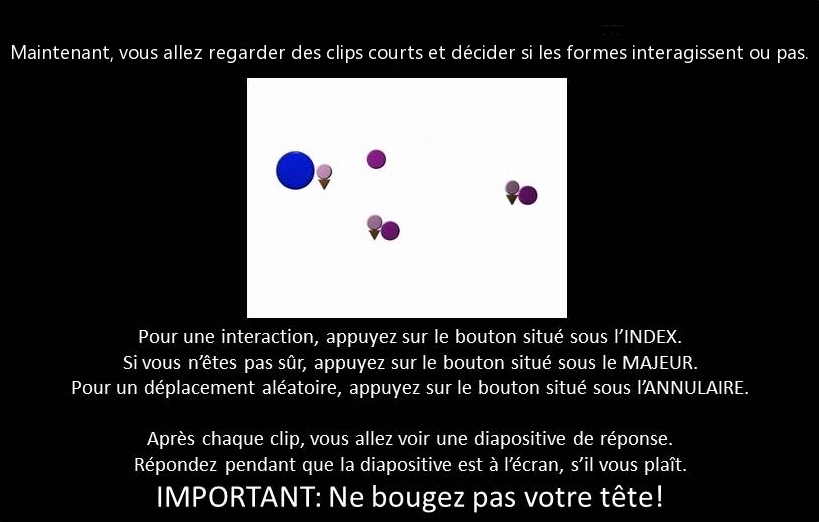 Maintenant, vous allez regarder des clips courts et décider si les formes interagissent ou pas.
Pour une interaction, appuyez sur le bouton situé sous l’INDEX.
Si vous n’êtes pas sûr, appuyez sur le bouton situé sous le MAJEUR.
Pour un déplacement aléatoire, appuyez sur le bouton situé sous l’ANNULAIRE.
Après chaque clip, vous allez voir une diapositive de réponse.
Répondez pendant que la diapositive est à l’écran, s’il vous plaît.
IMPORTANT: Ne bougez pas votre tête!